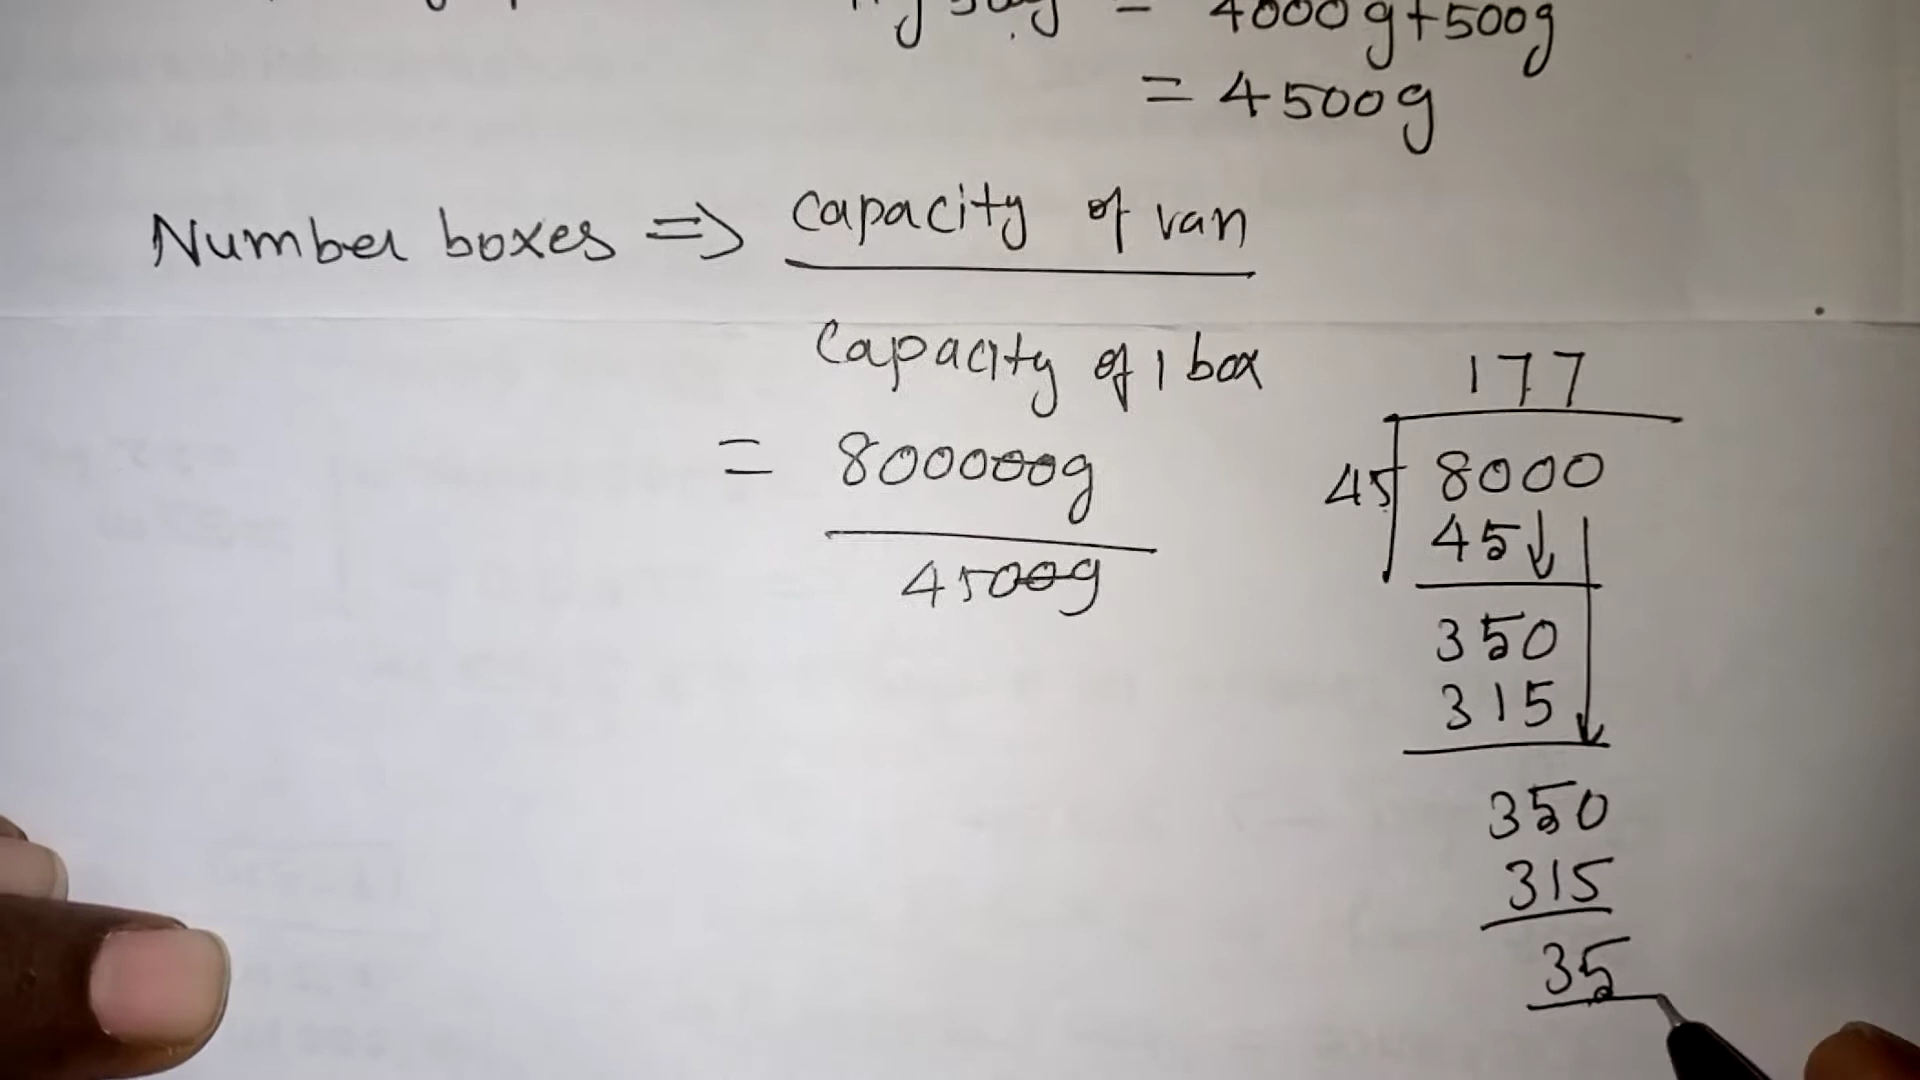 = 4000g+500g
= 4500g
Number boxes => capacity of van
Capacity of 1 box
= 800000g
4500g
177
45 8000
45
350
315
350
315
35